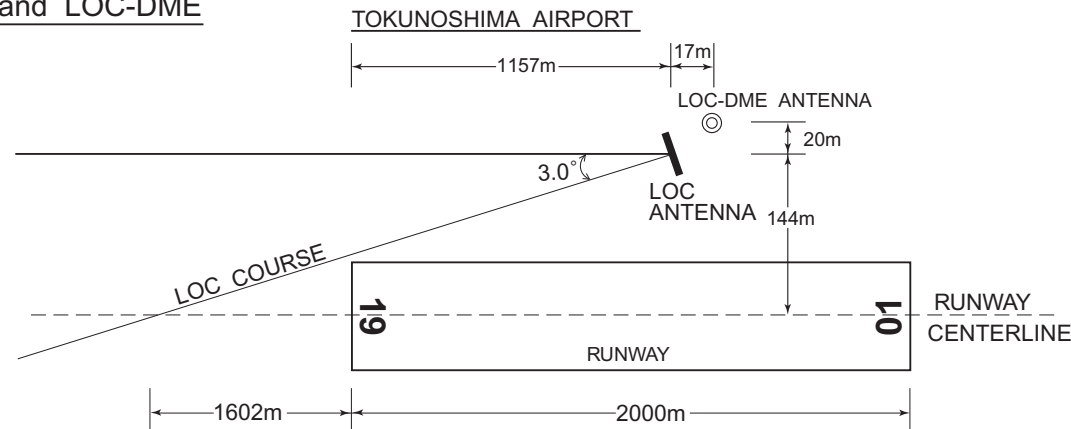 and LOC-DME
TOKUNOSHIMA AIRPORT
1157m
17m
LOC-DME ANTENNA
20m
3.0°
LOC
ANTENNA
144m
LOC COURSE
19
01
RUNWAY
CENTERLINE
RUNWAY
1602m
2000m